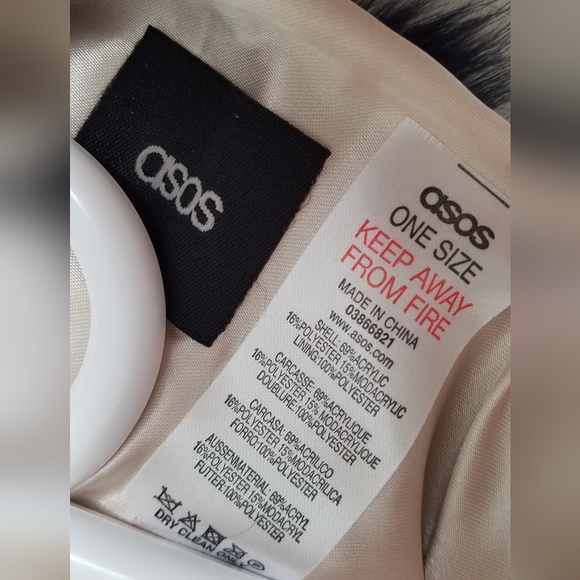 asos
asos
ONE SIZE
KEEP AWAY
FROM FIRE
MADE IN CHINA
03866821
www.asos.com
SHELL: 69%ACRYLIC
16%POLYESTER 15%MODACRYLIC
LINING:100%POLYESTER
CARCASSE: 69%ACRYLIQUE
16%POLYESTER 15% MODACRYLIQUE
DOUBLURE: 100%POLYESTER
CARCASA: 69%ACRILICO
16%POLYESTER 15%MODACRILICA
FORRO:100%POLYESTER
AUSSENMATERIAL: 69%ACRYL
16%POLYESTER 15%MODACRYL
FUTTER:100%POLYESTER
P
DRY CLEAN ONLY